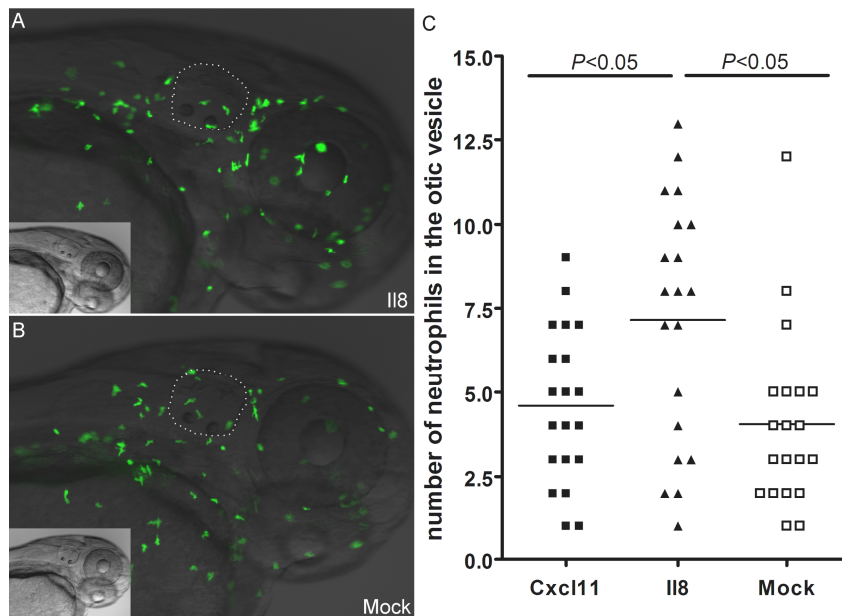 A
Il8
B
Mock
C
P<0.05
P<0.05
number of neutrophils in the otic vesicle
15.0
12.5
10.0
7.5
5.0
2.5
0.0
Cxcl11
Il8
Mock